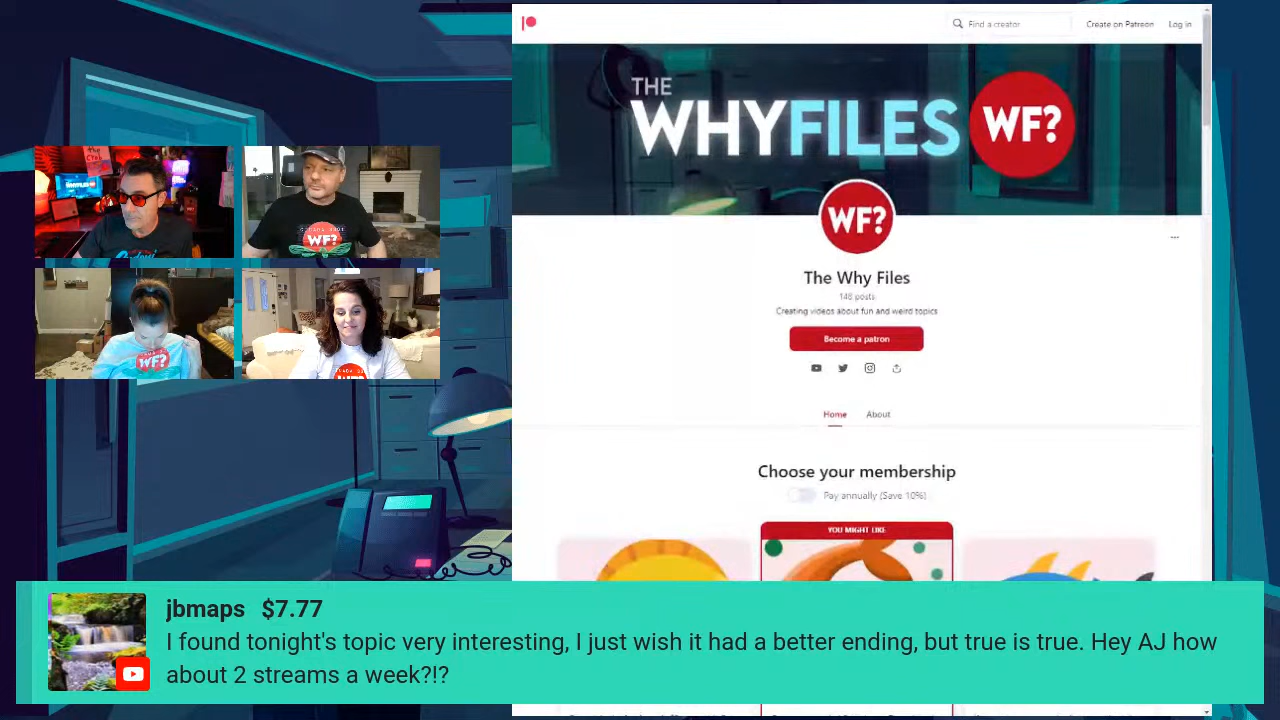 Find a creator
Create on Patreon
Log in
THE
WHYFILES
WF?
WF?
The Why Files
148 posts
Creating videos about fun and weird topics
Become a patron
Home
About
Choose your membership
Pay annually (Save 10%)
YOU MIGHT LIKE
WF?
WF?
jbmaps $7.77
I found tonight's topic very interesting, I just wish it had a better ending, but true is true. Hey AJ how
about 2 streams a week?!?